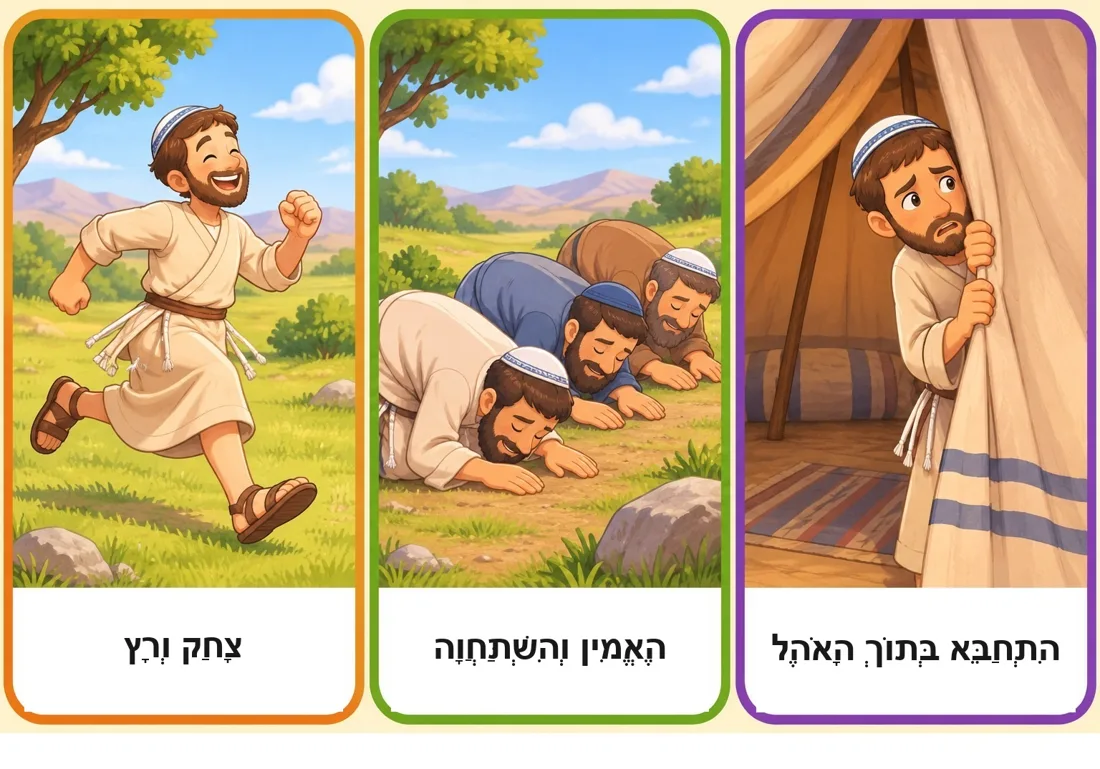 הִתְחַבֵּא בְּתוֹךְ הָאֹהֶל
הֶאֱמִין וְהִשְׁתַּחֲוָה
צָחַק וְרָץ